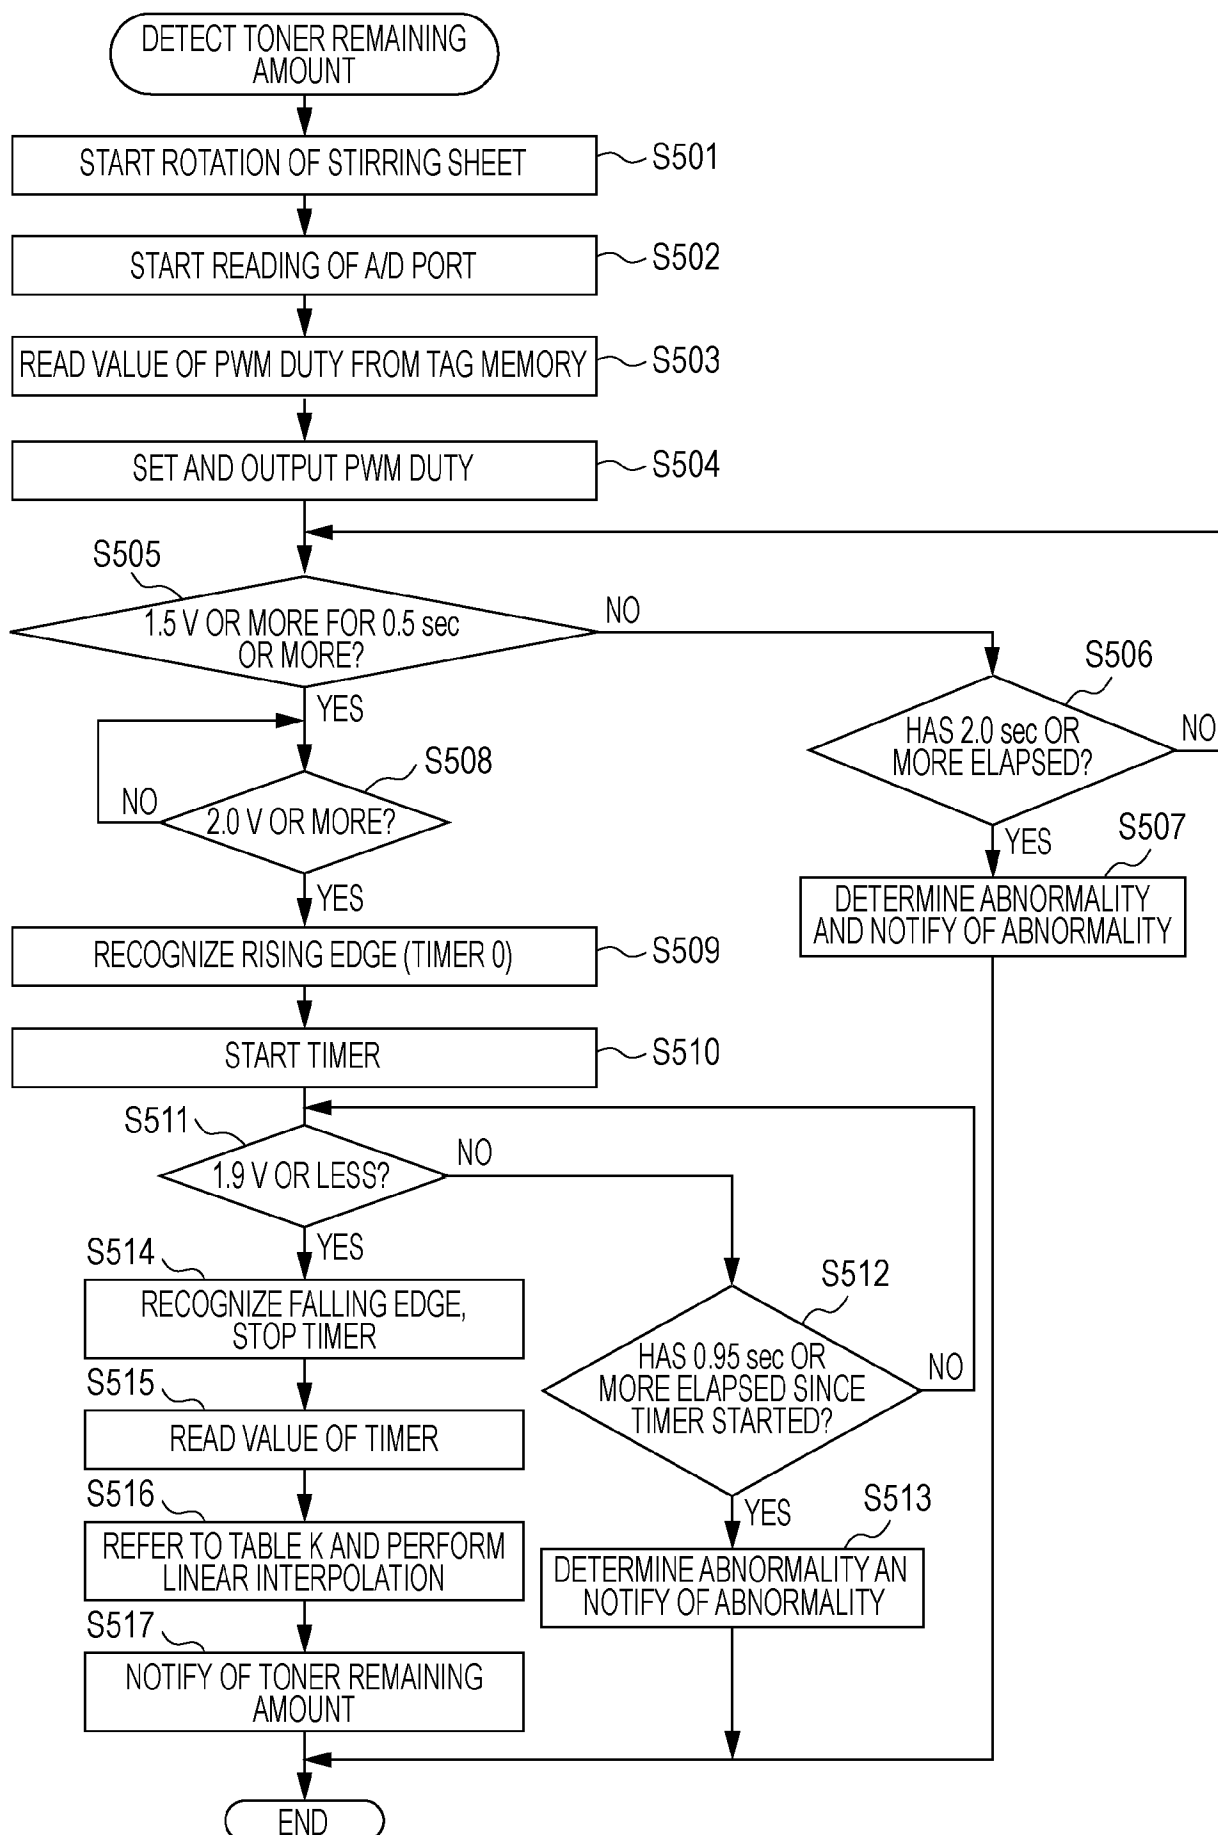 DETECT TONER REMAINING
AMOUNT
START ROTATION OF STIRRING SHEET
S501
START READING OF A/D PORT
S502
READ VALUE OF PWM DUTY FROM TAG MEMORY
S503
SET AND OUTPUT PWM DUTY
S504
S505
1.5 V OR MORE FOR 0.5 sec
OR MORE?
NO
YES
S506
HAS 2.0 sec OR
MORE ELAPSED?
NO
YES
S507
DETERMINE ABNORMALITY
AND NOTIFY OF ABNORMALITY
S508
2.0 V OR MORE?
NO
YES
RECOGNIZE RISING EDGE (TIMER 0)
S509
START TIMER
S510
S511
1.9 V OR LESS?
NO
YES
S512
HAS 0.95 sec OR
MORE ELAPSED SINCE
TIMER STARTED?
NO
YES
S513
DETERMINE ABNORMALITY AN
NOTIFY OF ABNORMALITY
S514
RECOGNIZE FALLING EDGE,
STOP TIMER
S515
READ VALUE OF TIMER
S516
REFER TO TABLE K AND PERFORM
LINEAR INTERPOLATION
S517
NOTIFY OF TONER REMAINING
AMOUNT
END